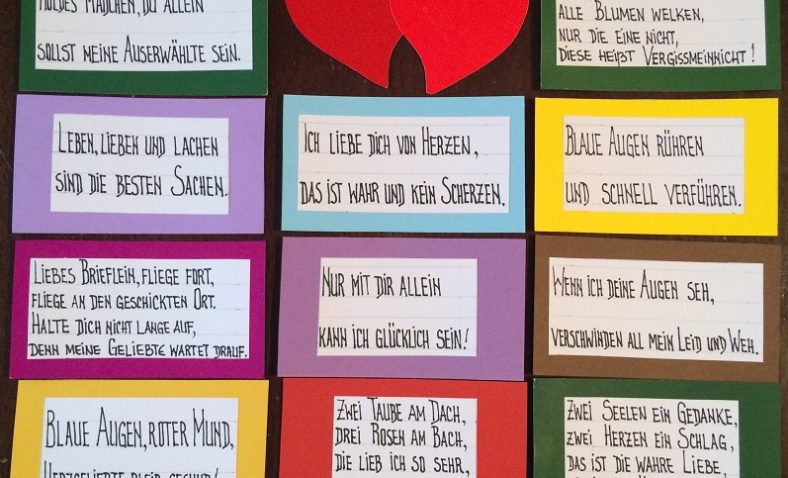 HOLDES MÄDCHEN, DU ALLEIN
SOLLST MEINE AUSERWÄHLTE SEIN.
ALLE BLUMEN WELKEN,
NUR DIE EINE NICHT,
DIESE HEIẞT VERGISSMEINNICHT!
LEBEN, LIEBEN UND LACHEN
SIND DIE BESTEN SACHEN.
ICH LIEBE DICH VON HERZEN,
DAS IST WAHR UND KEIN SCHERZEN.
BLAUE AUGEN RÜHREN
UND SCHNELL VERFÜHREN.
LIEBES BRIEFLEIN, FLIEGE FORT,
FLIEGE AN DEN GESCHICKTEN ORT.
HALTE DICH NICHT LANGE AUF,
DENN MEINE GELIEBTE WARTET DRAUF.
NUR MIT DIR ALLEIN
KANN ICH GLÜCKLICH SEIN!
WENN ICH DEINE AUGEN SEH,
VERSCHWINDEN ALL MEIN LEID UND WEH.
BLAUE AUGEN, ROTER MUND,
ZWEI TAUBE AM DACH,
DREI ROSEN AM BACH,
DIE LIEB ICH SO SEHR,
ZWEI SEELEN EIN GEDANKE,
ZWEI HERZEN EIN SCHLAG,
DAS IST DIE WAHRE LIEBE,